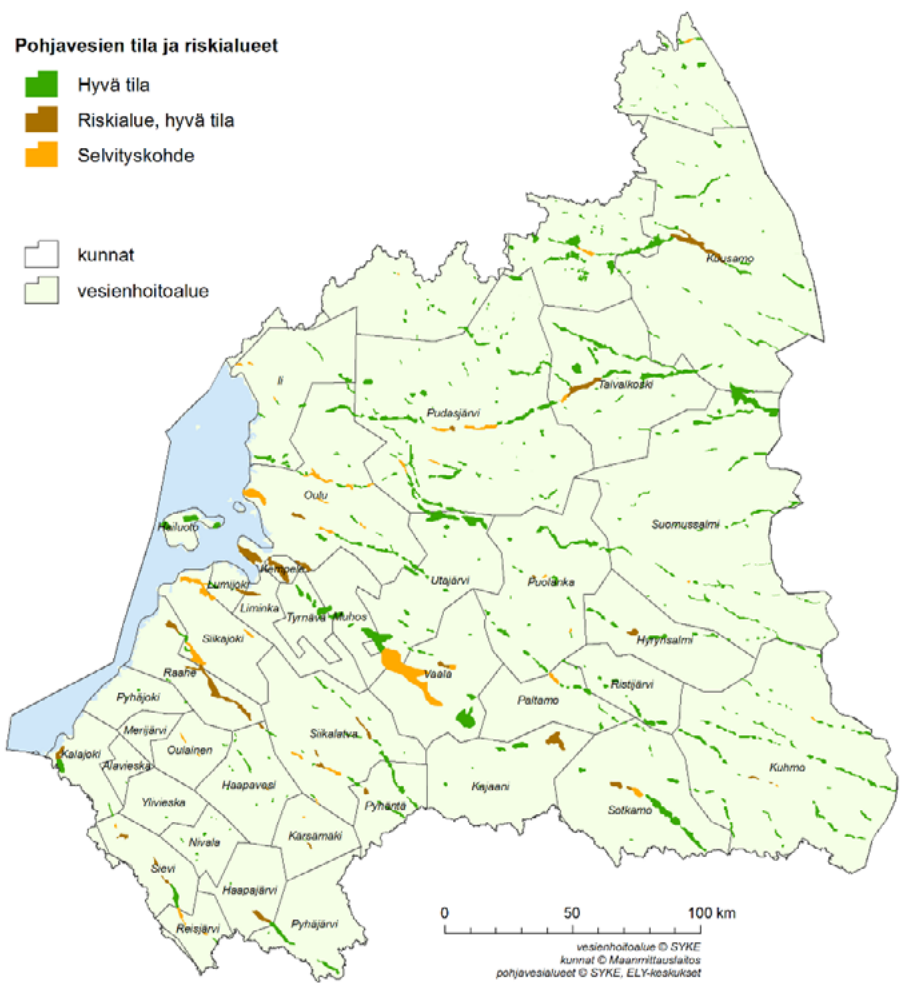 Pohjavesien tila ja riskialueet
Hyvä tila
Riskialue, hyvä tila
Selvityskohde
kunnat
vesienhoitoalue
Kuusamo
Ii
Taivalkoski
Pudasjärvi
Oulu
Hailuoto
Suomussalmi
Kempele
Lumijoki
Utajärvi
Puolanka
Liminka
Tyrnävä
Muhos
Siikajoki
Hyrynsalmi
Raahe
Vaala
Ristijärvi
Pyhäjoki
Paltamo
Merijärvi
Siikalatva
Oulainen
Kalajoki
Alavieska
Kuhmo
Haapavesi
Kajaani
Ylivieska
Pyhäntä
Sotkamo
Nivala
Kärsämäki
Sievi
Haapajärvi
Reisjärvi
Pyhäjärvi
0 50 100 km
vesienhoitoalue © SYKE
kunnat © Maanmittauslaitos
pohjavesialueet © SYKE, ELY-keskukset